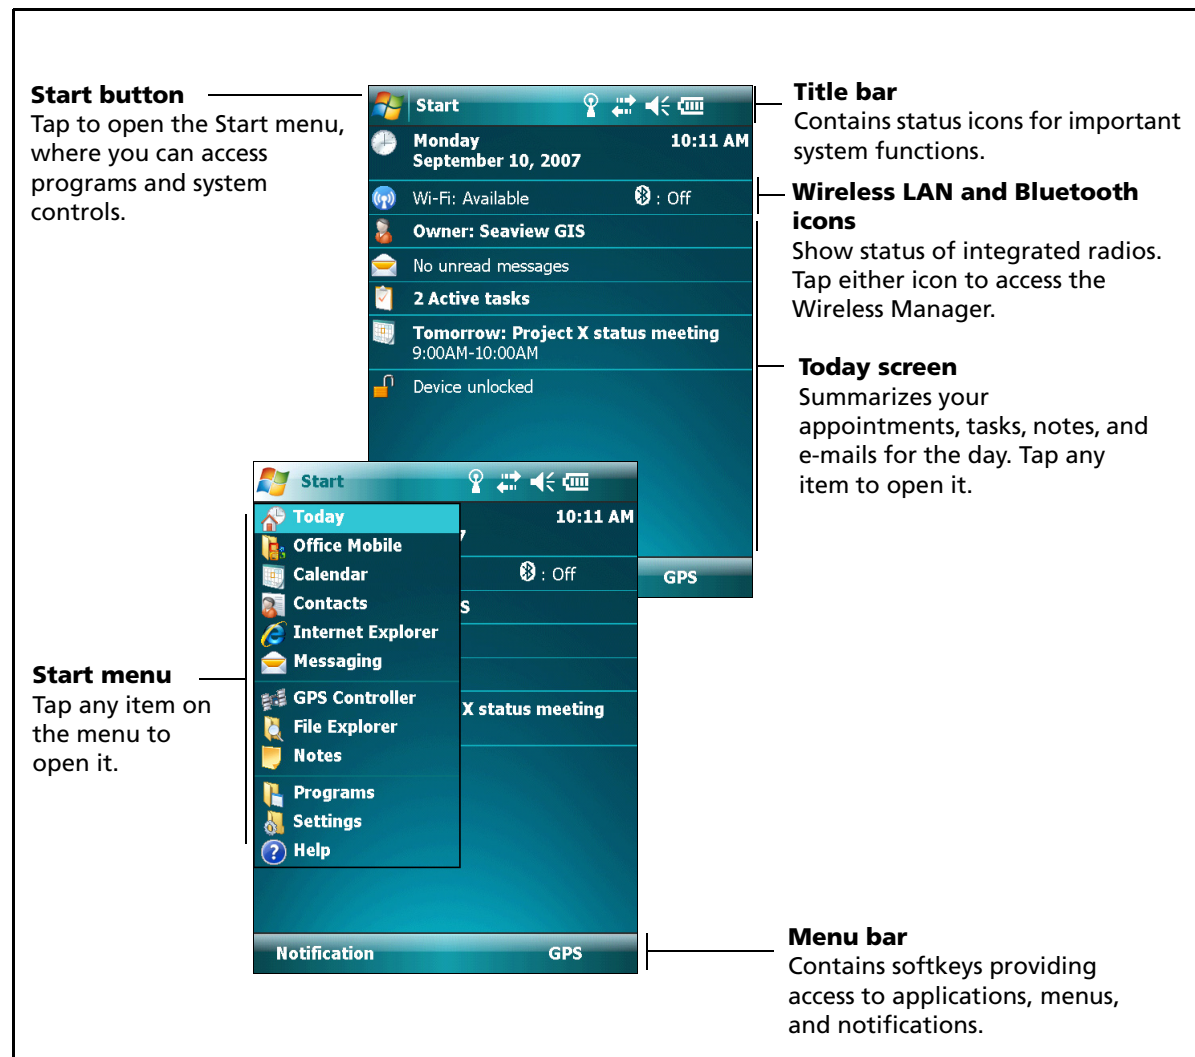 Start button
Tap to open the Start menu,
where you can access
programs and system
controls.
Start
Monday
10:11 AM
September 10, 2007
Wi-Fi: Available
: Off
Owner: Seaview GIS
No unread messages
2 Active tasks
Tomorrow: Project X status meeting
9:00AM-10:00AM
Device unlocked
GPS
Title bar
Contains status icons for important
system functions.
Wireless LAN and Bluetooth
icons
Show status of integrated radios.
Tap either icon to access the
Wireless Manager.
Today screen
Summarizes your
appointments, tasks, notes, and
e-mails for the day. Tap any
item to open it.
Start menu
Tap any item on
the menu to
open it.
Start
10:11 AM
7
: Off
S
X status meeting
Today
Office Mobile
Calendar
Contacts
Internet Explorer
Messaging
GPS Controller
File Explorer
Notes
Programs
Settings
Help
Notification
GPS
Menu bar
Contains softkeys providing
access to applications, menus,
and notifications.